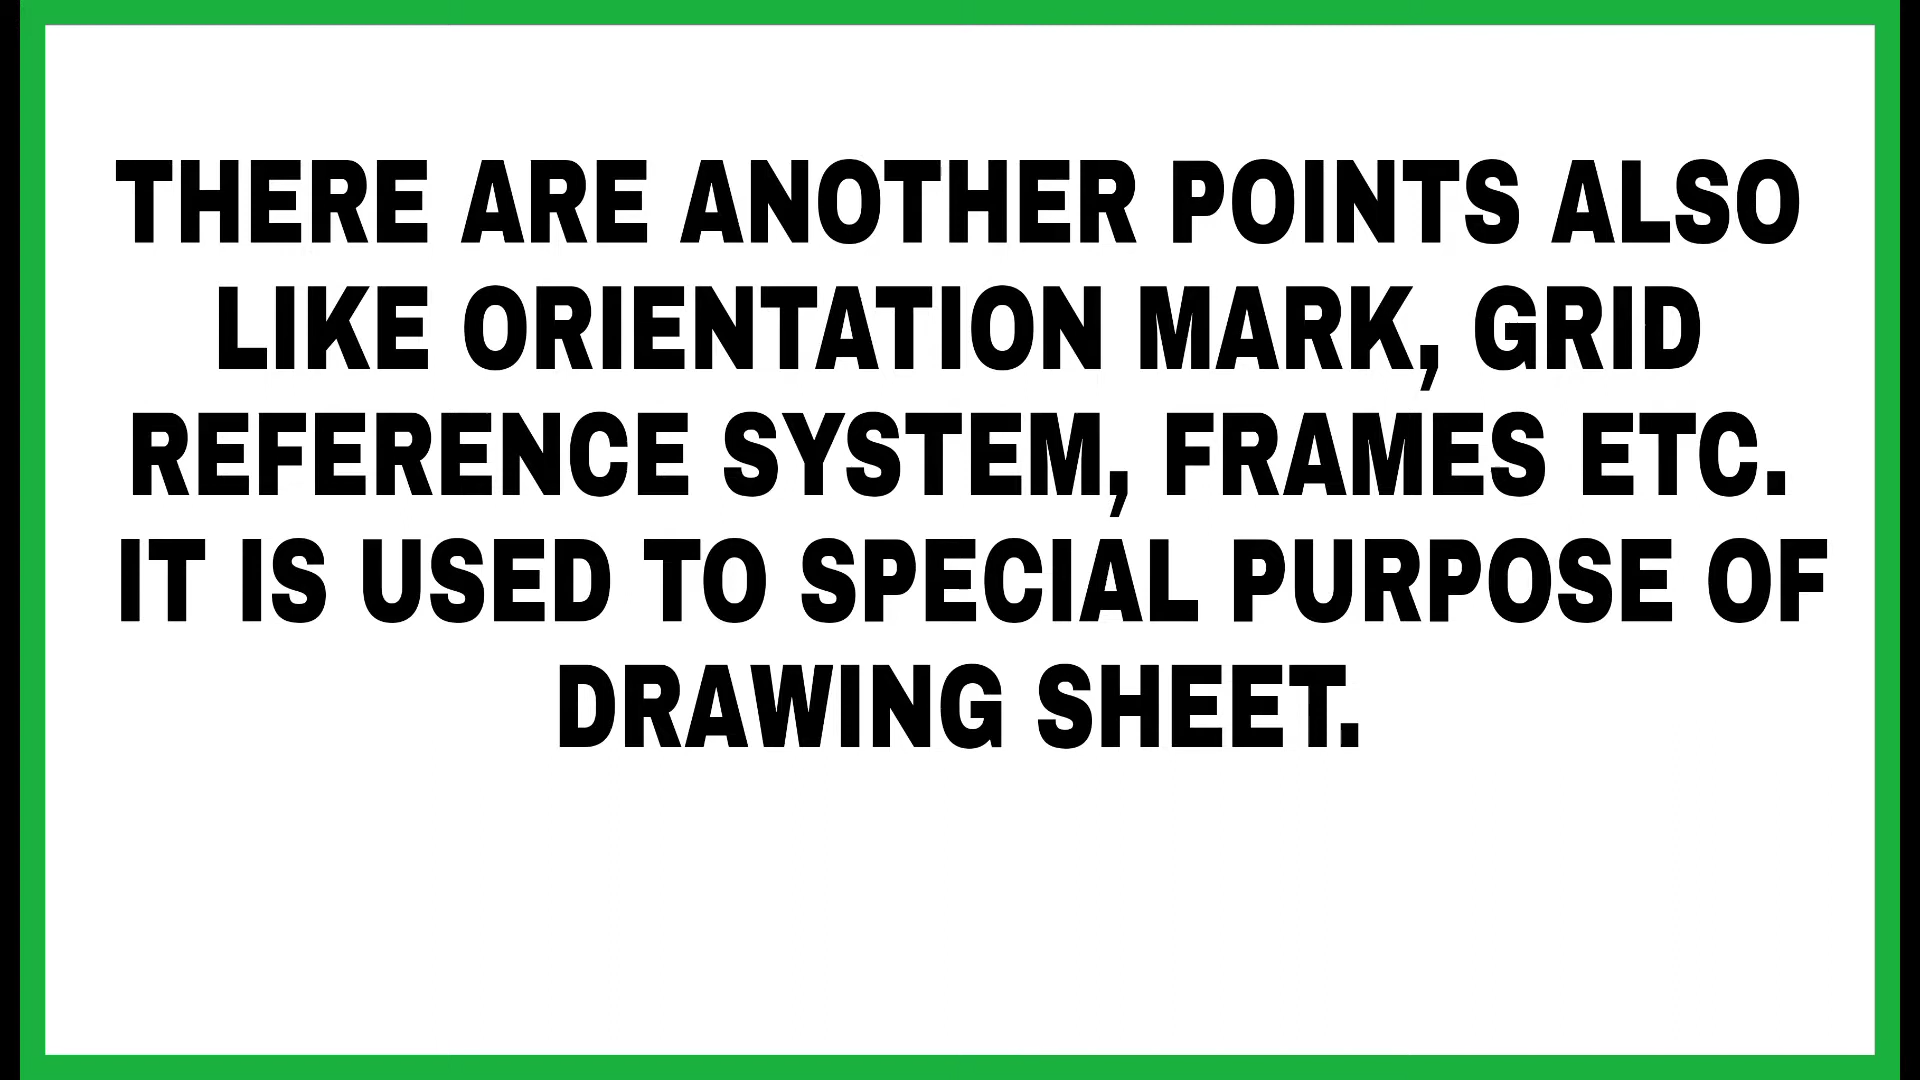 THERE ARE ANOTHER POINTS ALSO
LIKE ORIENTATION MARK, GRID
REFERENCE SYSTEM, FRAMES ETC.
IT IS USED TO SPECIAL PURPOSE OF
DRAWING SHEET.